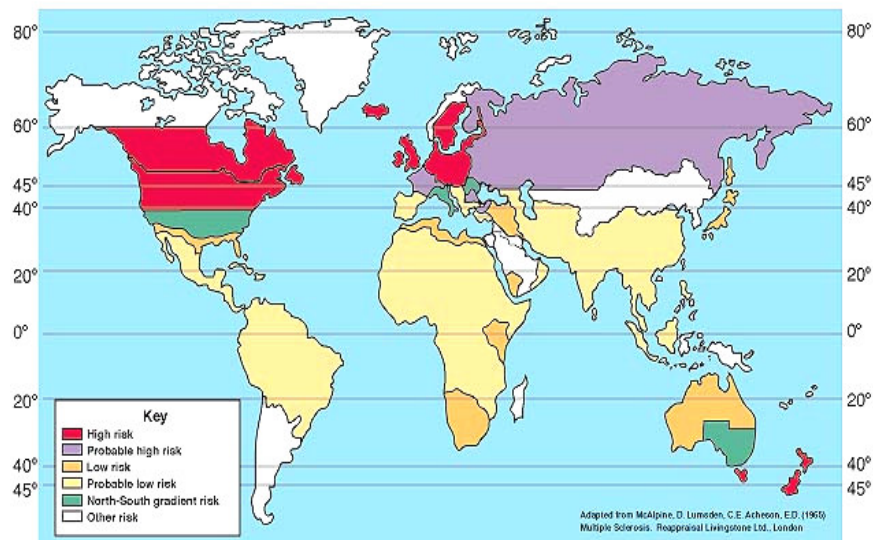 80°
60°
45°
40°
20°
0°
20°
40°
45°
80°
60°
45°
40°
20°
0°
20°
40°
45°
Key
High risk
Probable high risk
Low risk
Probable low risk
North-South gradient risk
Other risk
Adapted from McAlpine, D. Lumsden, C.E. Acheson, E.D. (1965)
Multiple Sclerosis. Reappraisal Livingstone Ltd., London